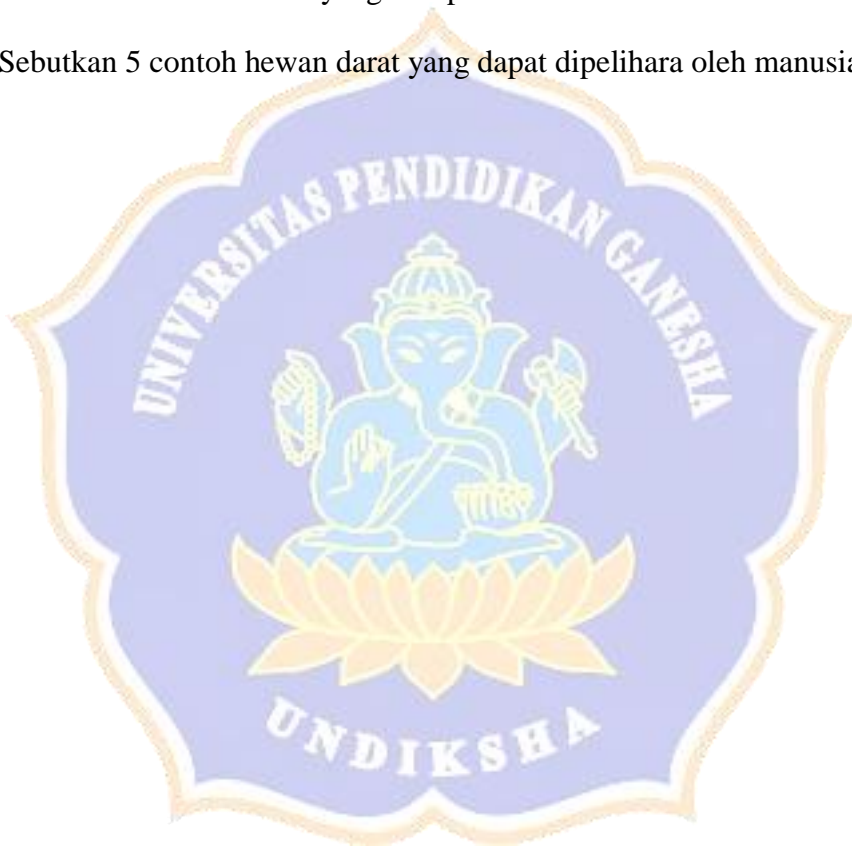 Sebutkan 5 contoh hewan darat yang dapat dipelihara oleh manusia
UNIVERSITAS PENDIDIKAN GANESHA
UNDIKSHA